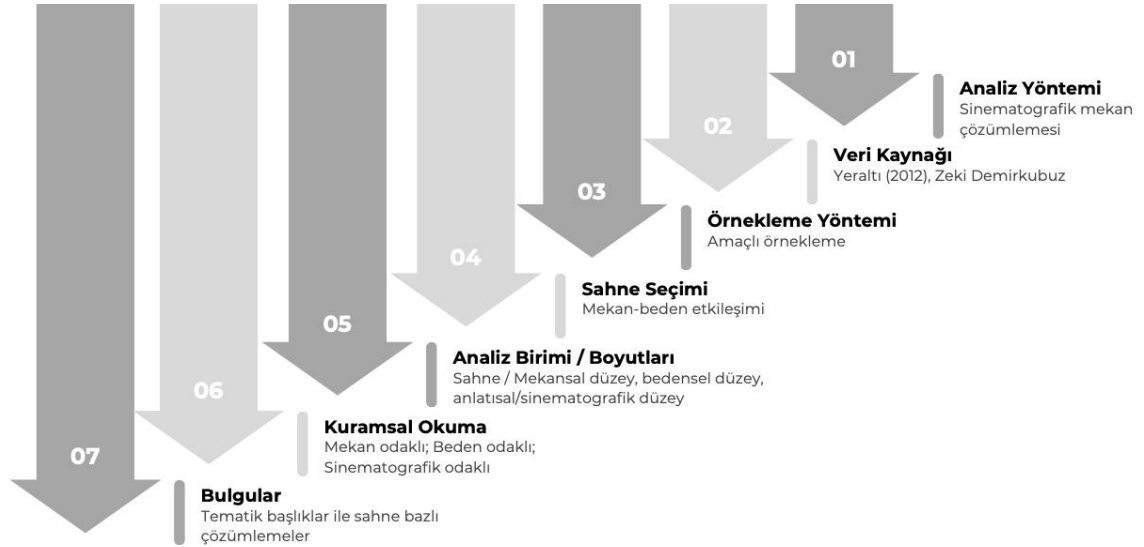 01
Analiz Yöntemi
Sinematografik mekan
çözümlemesi
02
Veri Kaynağı
Yeraltı (2012), Zeki Demirkubuz
03
Örnekleme Yöntemi
Amaçlı örnekleme
04
Sahne Seçimi
Mekan-beden etkileşimi
05
Analiz Birimi / Boyutları
Sahne / Mekansal düzey, bedensel düzey,
anlatısal/sinematografik düzey
06
Kuramsal Okuma
Mekan odaklı; Beden odaklı;
Sinematografik odaklı
07
Bulgular
Tematik başlıklar ile sahne bazlı
çözümlemeler